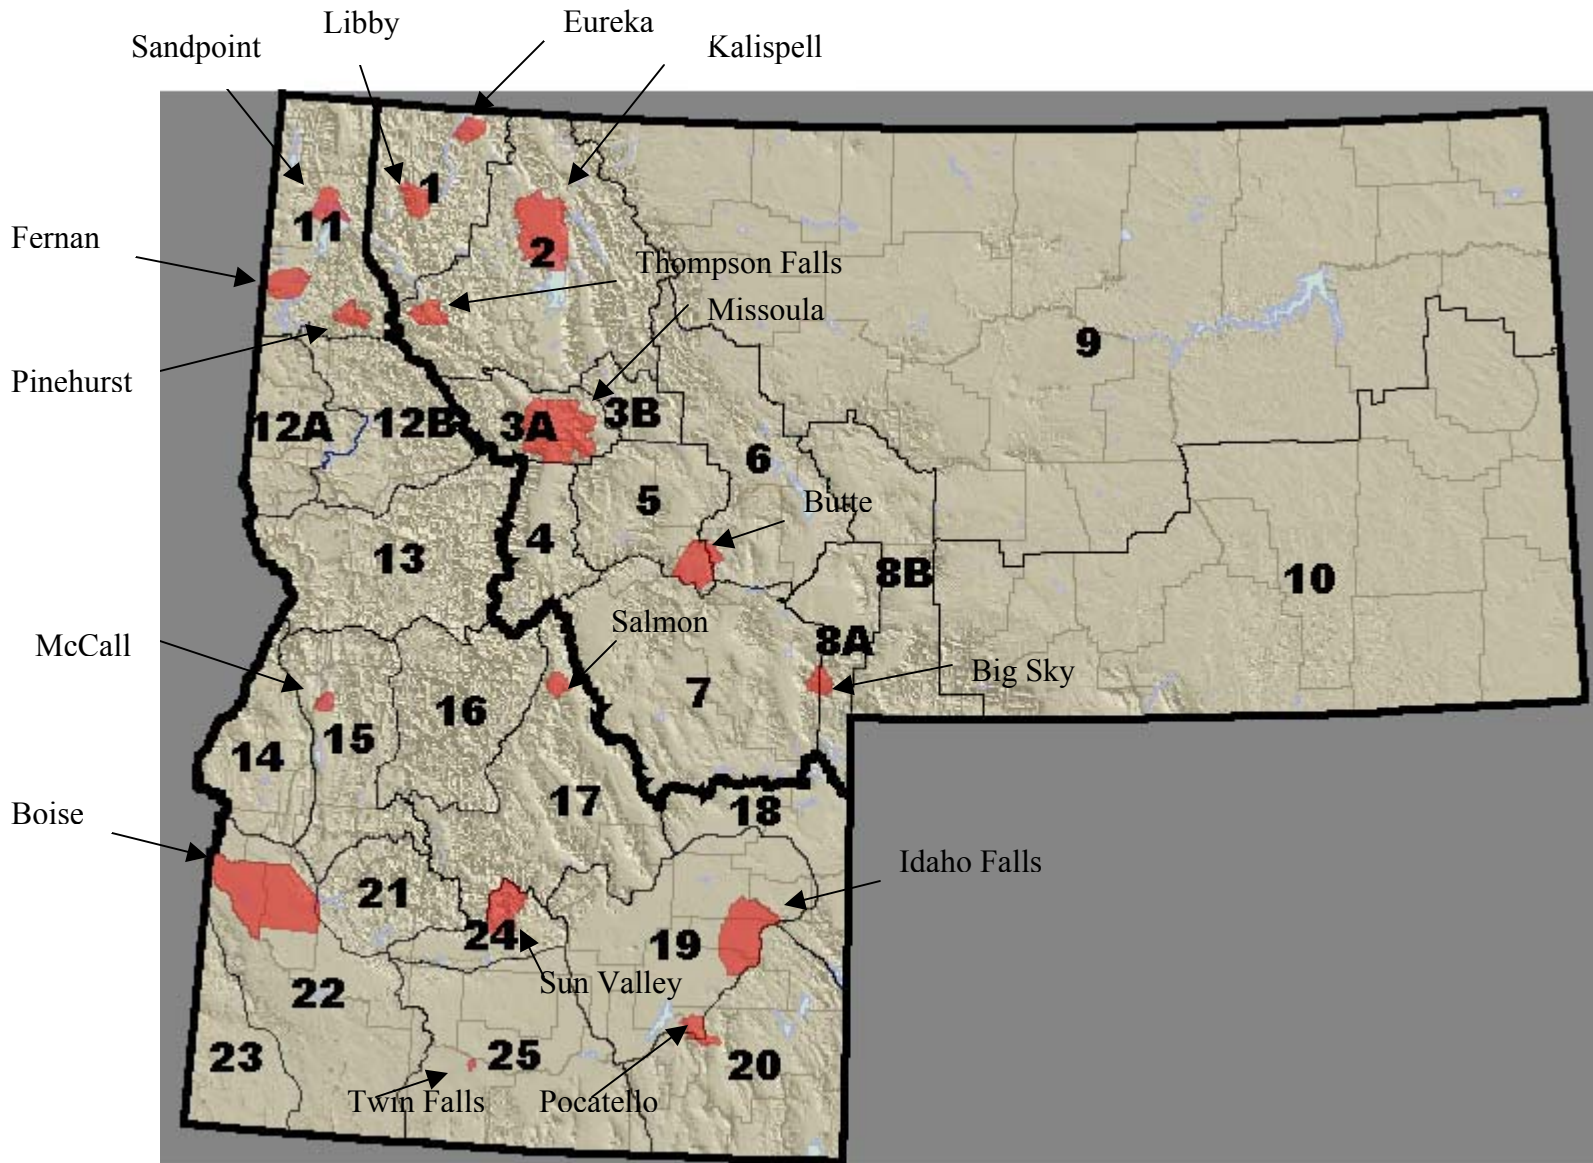 Libby
Eureka
Sandpoint
Kalispell
1
11
Fernan
2
Thompson Falls
Missoula
9
Pinehurst
12A
12B
3A
3B
6
5
Butte
4
13
8B
10
Salmon
8A
McCall
Big Sky
7
16
15
14
17
18
Boise
Idaho Falls
21
24
19
Sun Valley
22
23
25
20
Twin Falls
Pocatello